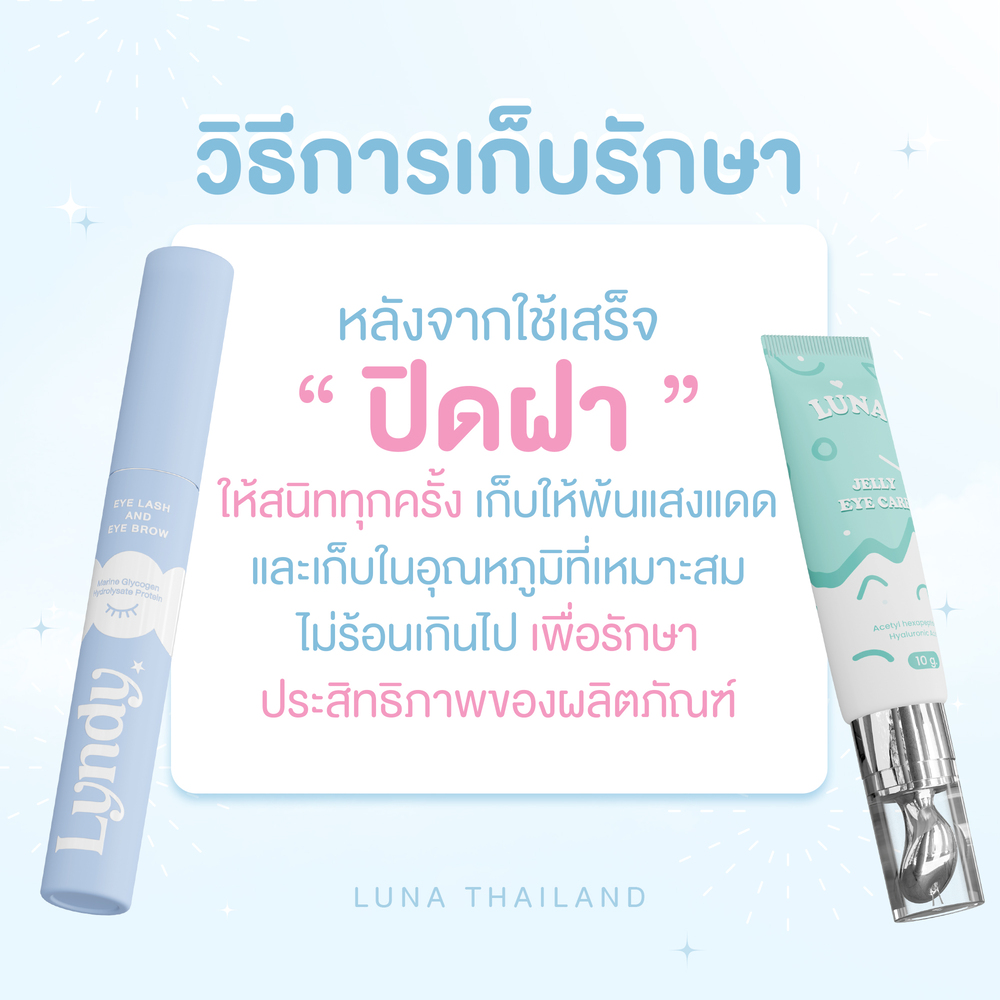 วิธีการเก็บรักษา
หลังจากใช้เสร็จ
“ ปิดฝา ”
ให้สนิททุกครั้ง เก็บให้พ้นแสงแดด
และเก็บในอุณหภูมิที่เหมาะสม
ไม่ร้อนเกินไป เพื่อรักษา
ประสิทธิภาพของผลิตภัณฑ์
EYE LASH
AND
EYE BROW
Marine Glycogen
Hydrolysate Protein
Lyndy
LUNA
JELLY
EYE CARE
Hyaluronic
10 g.
LUNA THAILAND